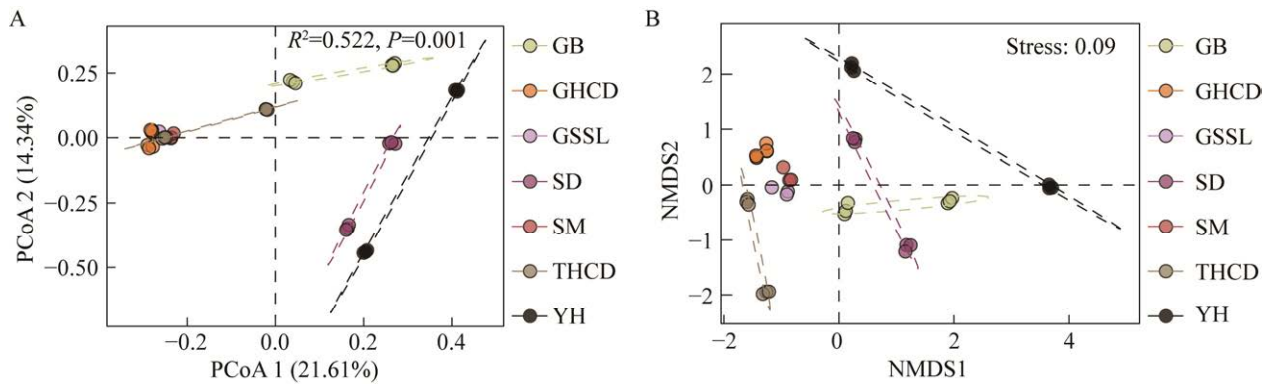 A
R²=0.522, P=0.001
0.25
0.00
−0.25
−0.50
PCoA 2 (14.34%)
−0.2
0.0
0.2
0.4
PCoA 1 (21.61%)
GB
GHCD
GSSL
SD
SM
THCD
YH
B
Stress: 0.09
2
1
0
−1
−2
NMDS2
−2
0
2
4
NMDS1
GB
GHCD
GSSL
SD
SM
THCD
YH